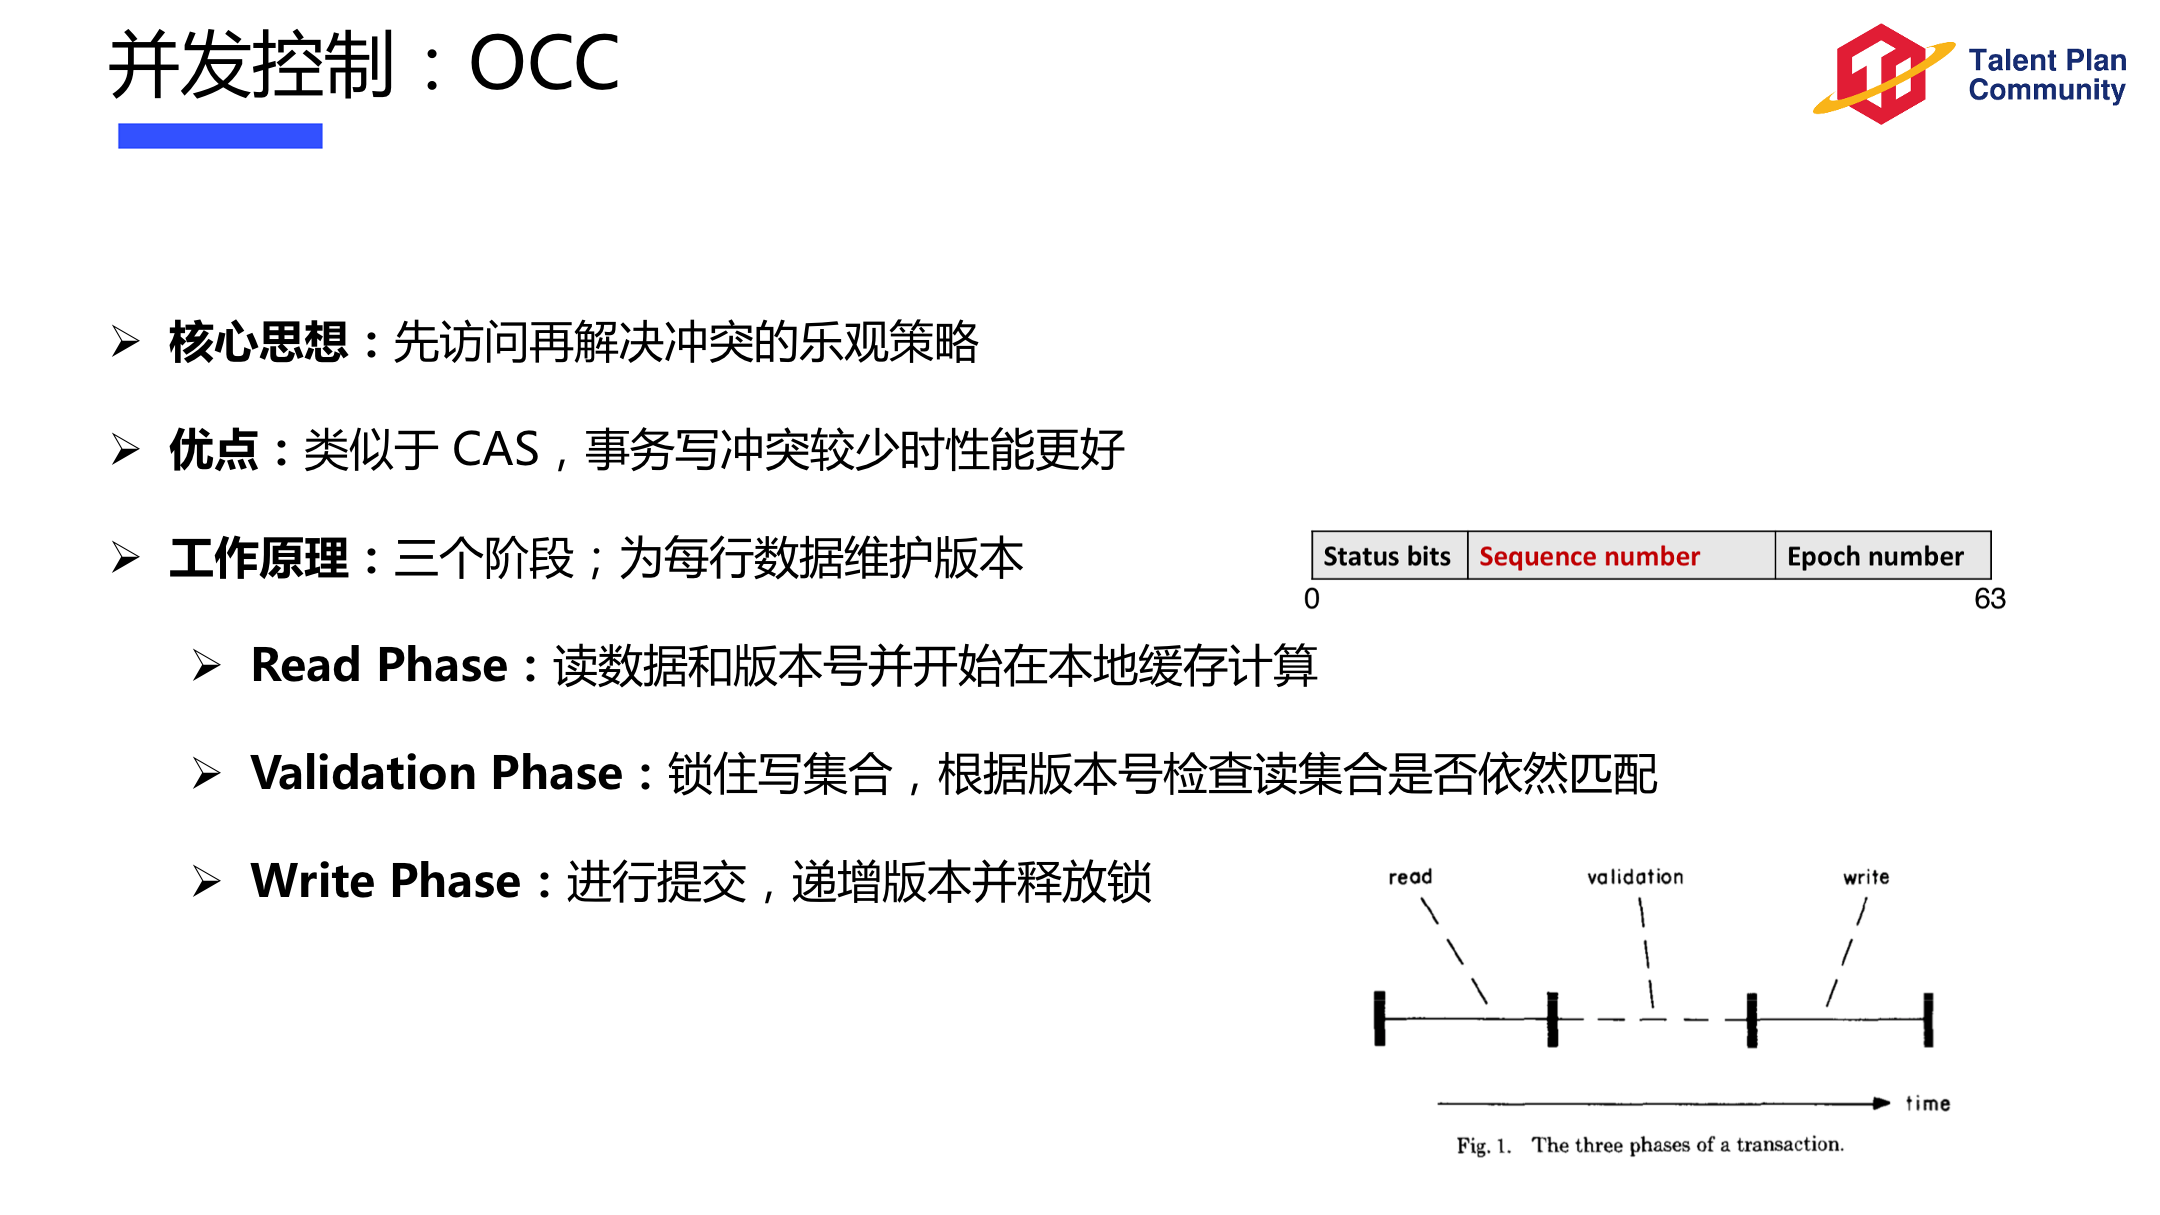 并发控制：OCC
Talent Plan
Community
核心思想：先访问再解决冲突的乐观策略
优点：类似于 CAS，事务写冲突较少时性能更好
工作原理：三个阶段；为每行数据维护版本
Status bits Sequence number Epoch number
0 63
Read Phase：读数据和版本号并开始在本地缓存计算
Validation Phase：锁住写集合，根据版本号检查读集合是否依然匹配
Write Phase：进行提交，递增版本并释放锁
read validation write
time
Fig. 1. The three phases of a transaction.